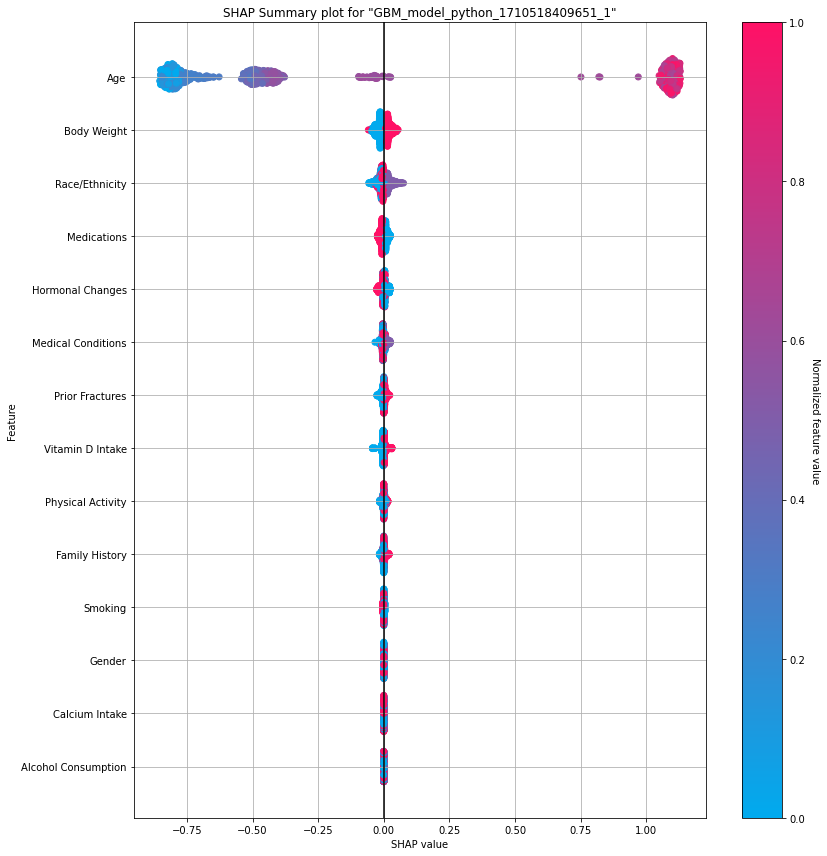 SHAP Summary plot for "GBM_model_python_1710518409651_1"
Age
Body Weight
Race/Ethnicity
Medications
Hormonal Changes
Medical Conditions
Prior Fractures
Vitamin D Intake
Physical Activity
Family History
Smoking
Gender
Calcium Intake
Alcohol Consumption
Feature
−0.75
−0.50
−0.25
0.00
0.25
0.50
0.75
1.00
SHAP value
1.0
0.8
0.6
0.4
0.2
0.0
Normalized feature value